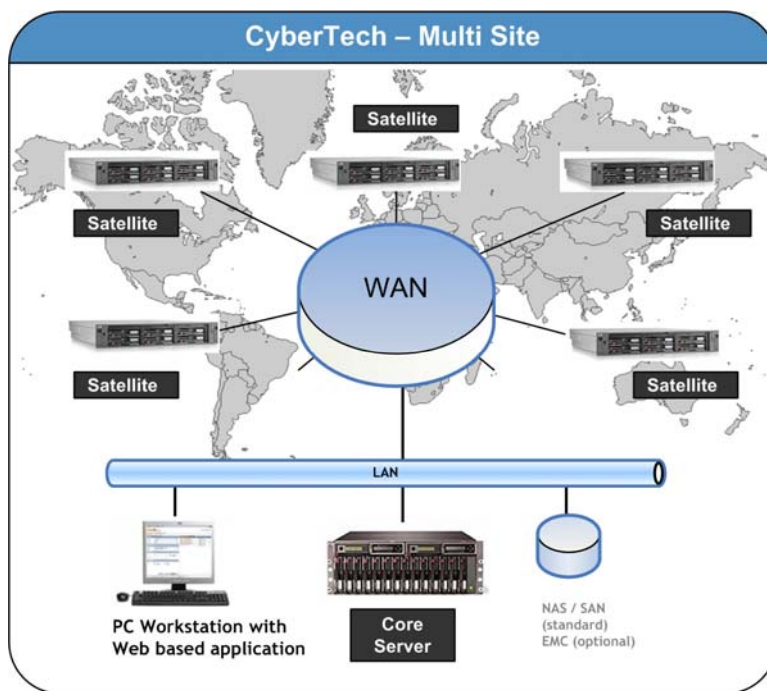 CyberTech – Multi Site
Satellite
Satellite
Satellite
WAN
Satellite
Satellite
LAN
PC Workstation with
Web based application
Core
Server
NAS / SAN
(standard)
EMC (optional)